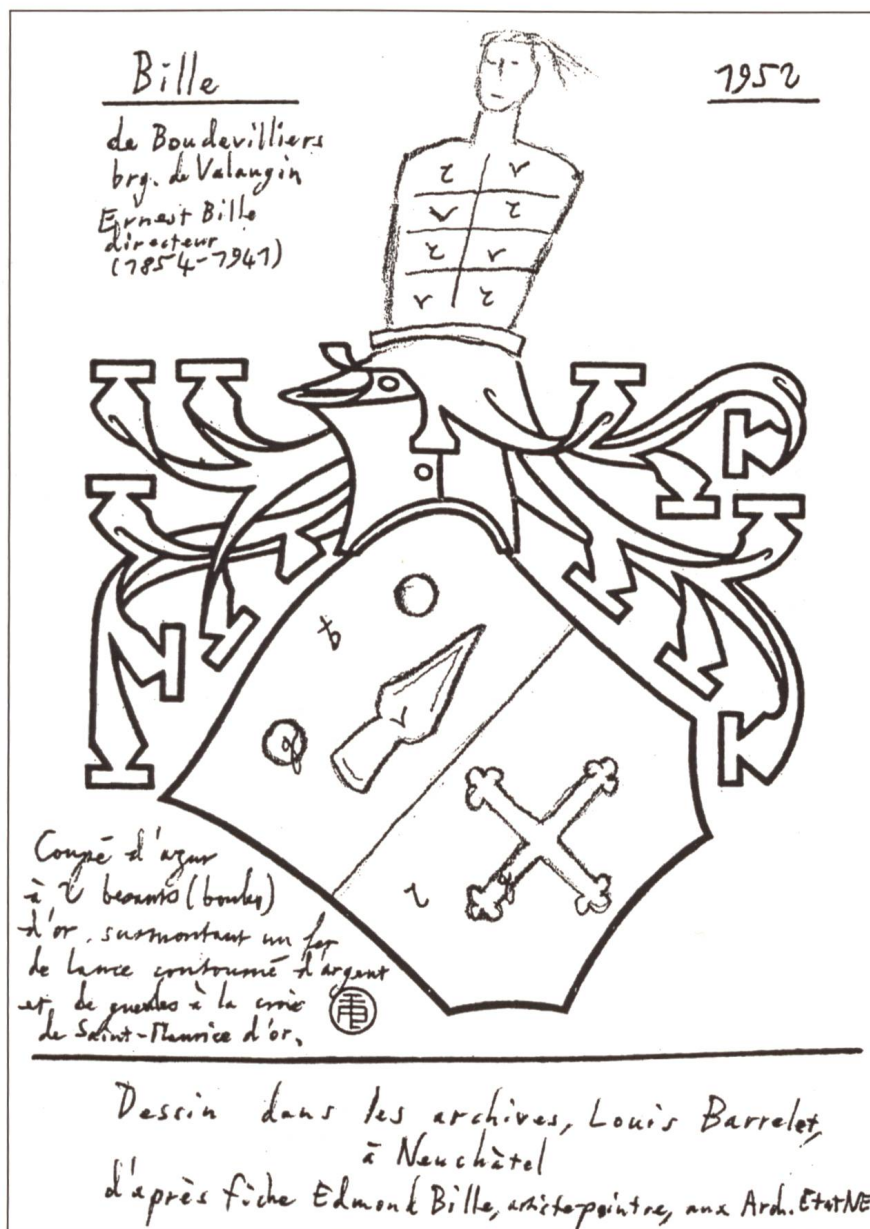 Bille
1952
de Boudevilliers
brg. de Valangin
Ernest Bille
directeur
(1854-1941)
Coupé d'azur
à 2 besants (boules)
d'or, surmontant un fer
de lance contourné d'argent
et de gueules à la croix
de Saint-Maurice d'or.
Dessin dans les archives, Louis Barrelet,
à Neuchâtel
d'après fiche Edmond Bille, artiste peintre, aux Arch. Etat NE